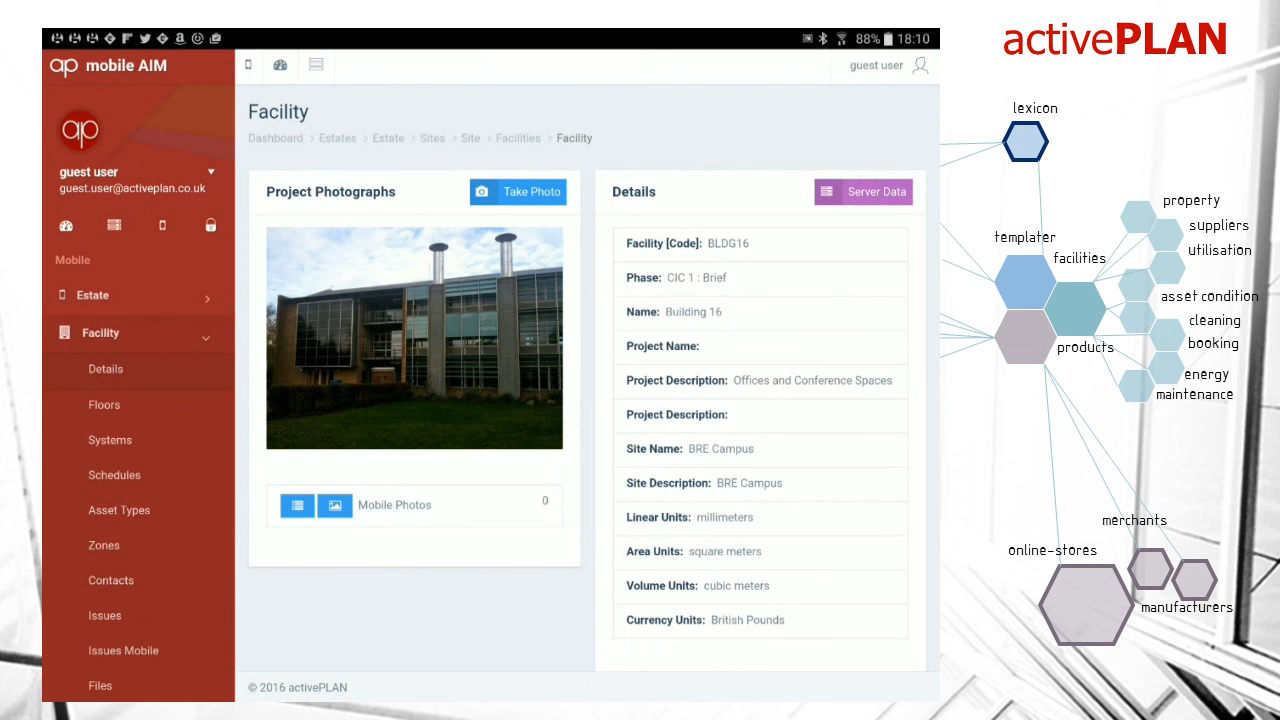 88% 18:10
ap mobile AIM
guest user
ap
guest user
guest.user@activeplan.co.uk
Mobile
Estate
Facility
Details
Floors
Systems
Schedules
Asset Types
Zones
Contacts
Issues
Issues Mobile
Files
Facility
Dashboard > Estates > Estate > Sites > Site > Facilities > Facility
Project Photographs
Take Photo
Mobile Photos
0
Details
Server Data
Facility [Code]: BLDG16
Phase: CIC 1 : Brief
Name: Building 16
Project Name:
Project Description: Offices and Conference Spaces
Project Description:
Site Name: BRE Campus
Site Description: BRE Campus
Linear Units: millimeters
Area Units: square meters
Volume Units: cubic meters
Currency Units: British Pounds
© 2016 activePLAN
activePLAN
lexicon
property
suppliers
templater
utilisation
facilities
asset condition
cleaning
booking
products
energy
maintenance
merchants
online-stores
manufacturers